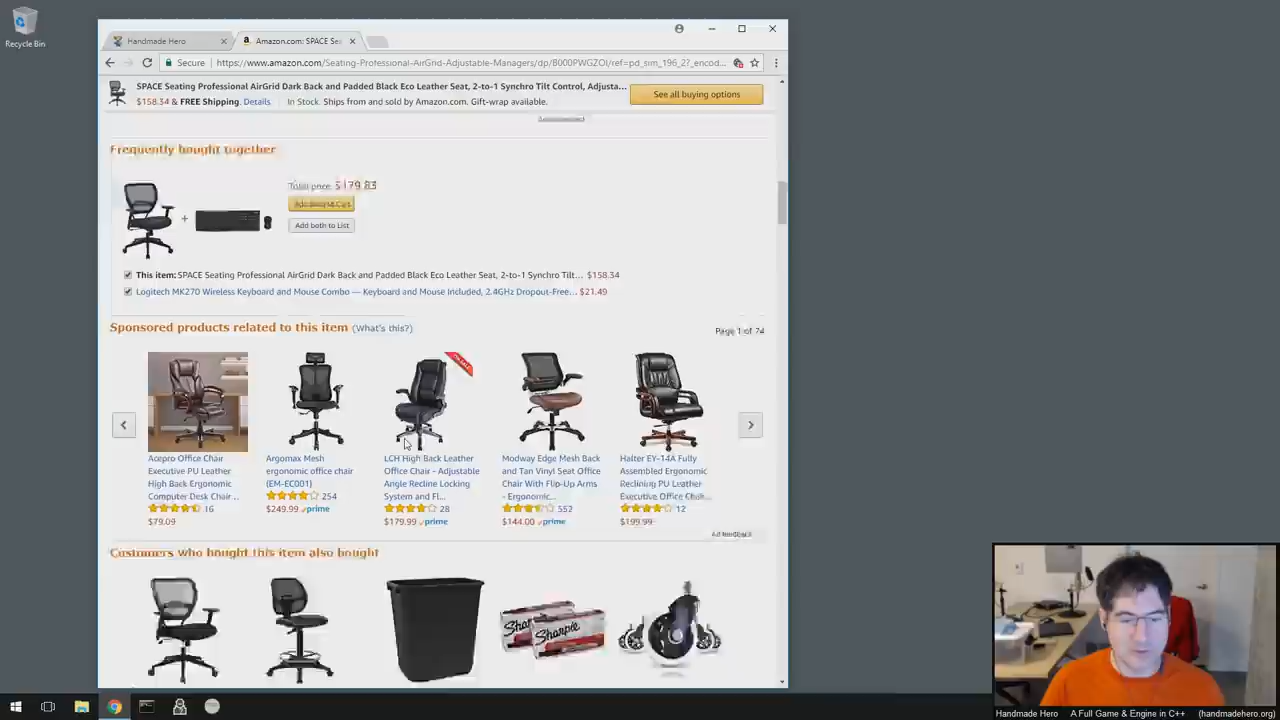 Recycle Bin
Handmade Hero
Amazon.com: SPACE Sea
Secure
https://www.amazon.com/Seating-Professional-AirGrid-Adjustable-Managers/dp/B000PWGZOI/ref=pd_sim_196_2?_encod...
SPACE Seating Professional AirGrid Dark Back and Padded Black Eco Leather Seat, 2-to-1 Synchro Tilt Control, Adjusta...
$158.34 & FREE Shipping. Details In Stock. Ships from and sold by Amazon.com. Gift-wrap available.
See all buying options
Frequently bought together
Total price: $179.83
Add both to Cart
Add both to List
This item: SPACE Seating Professional AirGrid Dark Back and Padded Black Eco Leather Seat, 2-to-1 Synchro Tilt... $158.34
Logitech MK270 Wireless Keyboard and Mouse Combo — Keyboard and Mouse Included, 2.4GHz Dropout-Free... $21.49
Sponsored products related to this item (What's this?)
Page 1 of 74
Acepro Office Chair
Executive PU Leather
High Back Ergonomic
Computer Desk Chair...
16
$79.09
Argomax Mesh
ergonomic office chair
(EM-EC001)
254
$249.99 prime
ON SALE
LCH High Back Leather
Office Chair - Adjustable
Angle Recline Locking
System and Fl...
28
$179.99 prime
Modway Edge Mesh Back
and Tan Vinyl Seat Office
Chair With Flip-Up Arms
- Ergonomic...
552
$144.00 prime
Halter EY-14A Fully
Assembled Ergonomic
Reclining PU Leather
Executive Office Chair...
12
$199.99
Ad feedback
Customers who bought this item also bought
Sharpie
Handmade Hero A Full Game & Engine in C++ (handmadehero.org)